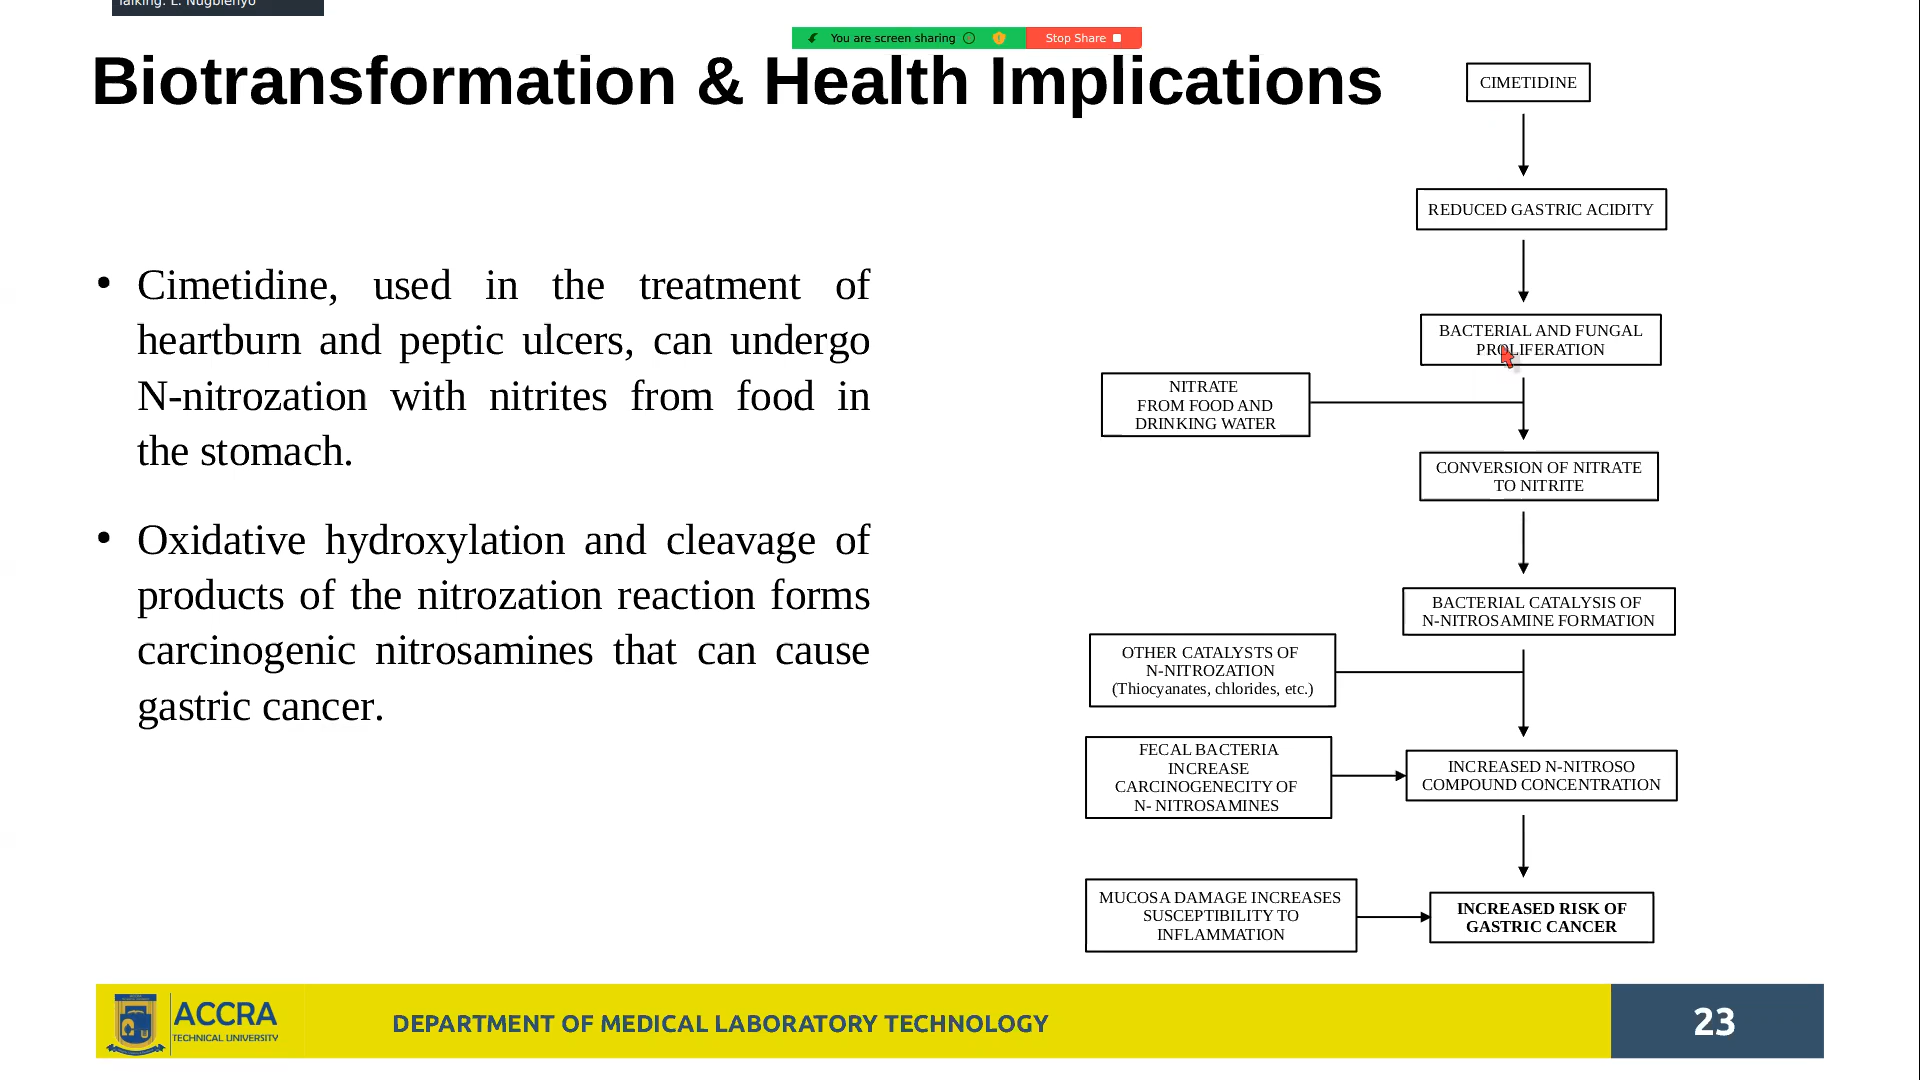 Talking: L. Nugblenyo
You are screen sharing
Stop Share
Biotransformation & Health Implications
• Cimetidine, used in the treatment of
heartburn and peptic ulcers, can undergo
N-nitrozation with nitrites from food in
the stomach.
• Oxidative hydroxylation and cleavage of
products of the nitrozation reaction forms
carcinogenic nitrosamines that can cause
gastric cancer.
CIMETIDINE
REDUCED GASTRIC ACIDITY
BACTERIAL AND FUNGAL
PROLIFERATION
NITRATE
FROM FOOD AND
DRINKING WATER
CONVERSION OF NITRATE
TO NITRITE
BACTERIAL CATALYSIS OF
N-NITROSAMINE FORMATION
OTHER CATALYSTS OF
N-NITROZATION
(Thiocyanates, chlorides, etc.)
FECAL BACTERIA
INCREASE
CARCINOGENECITY OF
N- NITROSAMINES
INCREASED N-NITROSO
COMPOUND CONCENTRATION
MUCOSA DAMAGE INCREASES
SUSCEPTIBILITY TO
INFLAMMATION
INCREASED RISK OF
GASTRIC CANCER
ACCRA
TECHNICAL UNIVERSITY
DEPARTMENT OF MEDICAL LABORATORY TECHNOLOGY
23